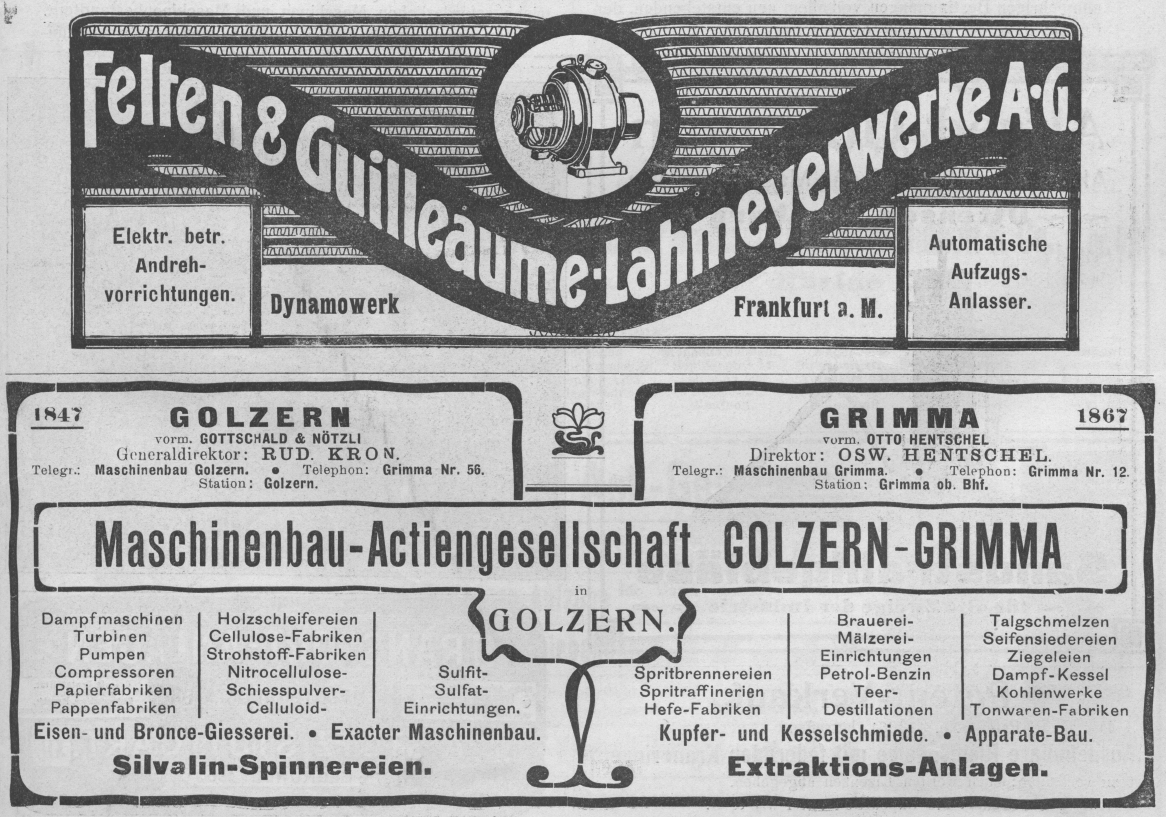 Felten & Guilleaume-Lahmeyerwerke A.-G.
Elektr. betr.
Andreh-
vorrichtungen.
Dynamowerk
Frankfurt a. M.
Automatische
Aufzugs-
Anlasser.
1847
GOLZERN
vorm. GOTTSCHALD & NÖTZLI
Generaldirektor: RUD. KRON.
Telegr.: Maschinenbau Golzern. • Telephon: Grimma Nr. 56.
Station: Golzern.
GRIMMA
1867
vorm. OTTO HENTSCHEL
Direktor: OSW. HENTSCHEL.
Telegr.: Maschinenbau Grimma. • Telephon: Grimma Nr. 12.
Station: Grimma ob. Bhf.
Maschinenbau-Actiengesellschaft GOLZERN-GRIMMA
in
GOLZERN.
Dampfmaschinen
Turbinen
Pumpen
Compressoren
Papierfabriken
Pappenfabriken
Holzschleifereien
Cellulose-Fabriken
Strohstoff-Fabriken
Nitrocellulose-
Schiesspulver-
Celluloid-
Sulfit-
Sulfat-
Einrichtungen.
Eisen- und Bronce-Giesserei. • Exacter Maschinenbau.
Silvalin-Spinnereien.
Spritbrennereien
Spritraffinerien
Hefe-Fabriken
Brauerei-
Mälzerei-
Einrichtungen
Petrol-Benzin
Teer-
Destillationen
Talgschmelzen
Seifensiedereien
Ziegeleien
Dampf-Kessel
Kohlenwerke
Tonwaren-Fabriken
Kupfer- und Kesselschmiede. • Apparate-Bau.
Extraktions-Anlagen.